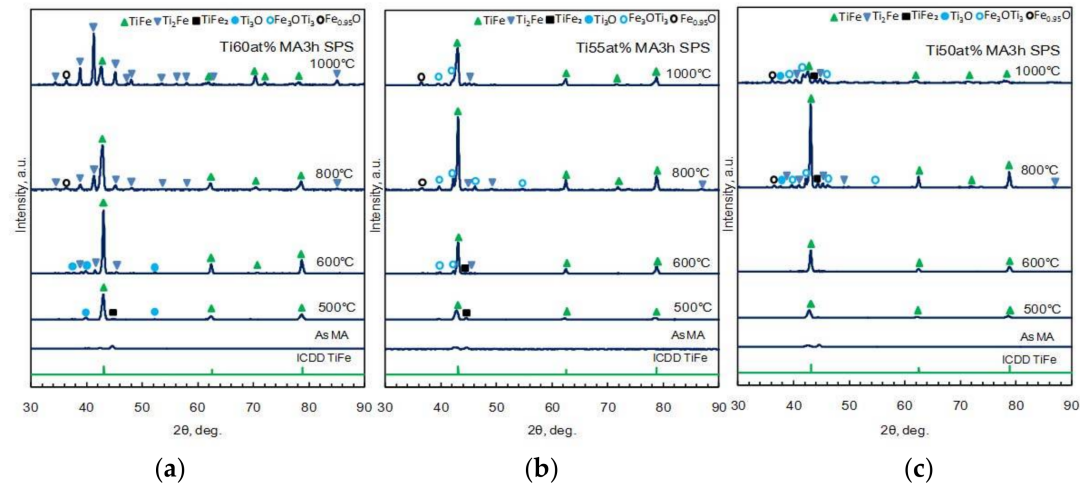 TiFe Ti₂Fe TiFe₂ Ti₃O Fe₃OTi₃ Fe₀.₉₅O
Ti60at% MA3h SPS
1000℃
800℃
600℃
500℃
As MA
ICDD TiFe
Intensity, a.u.
30 40 50 60 70 80 90
2θ, deg.
(a)
TiFe Ti₂Fe TiFe₂ Ti₃O Fe₃OTi₃ Fe₀.₉₅O
Ti55at% MA3h SPS
1000℃
800℃
600℃
500℃
As MA
ICDD TiFe
Intensity, a.u.
30 40 50 60 70 80 90
2θ, deg.
(b)
TiFe Ti₂Fe TiFe₂ Ti₃O Fe₃OTi₃ Fe₀.₉₅O
Ti50at% MA3h SPS
1000℃
800℃
600℃
500℃
As MA
ICDD TiFe
Intensity, a.u.
30 40 50 60 70 80 90
2θ, deg.
(c)